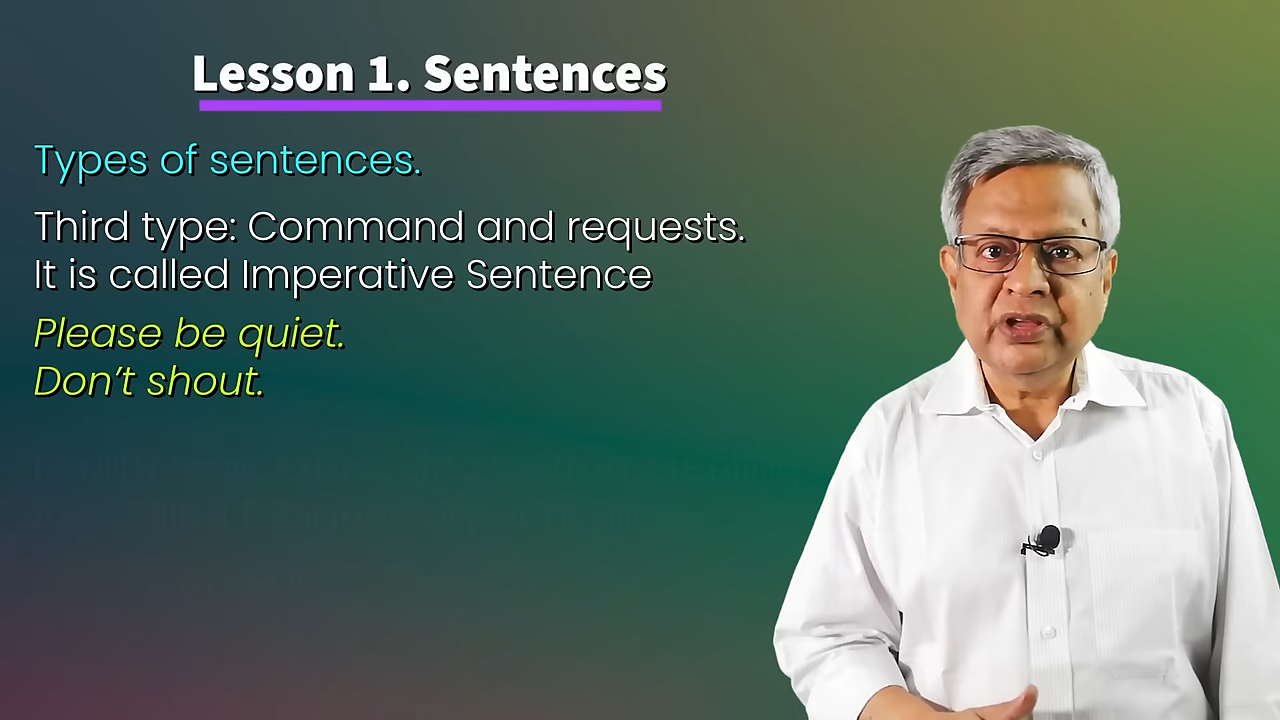 Lesson 1. Sentences
Types of sentences.
Third type: Command and requests.
It is called Imperative Sentence
Please be quiet.
Don't shout.